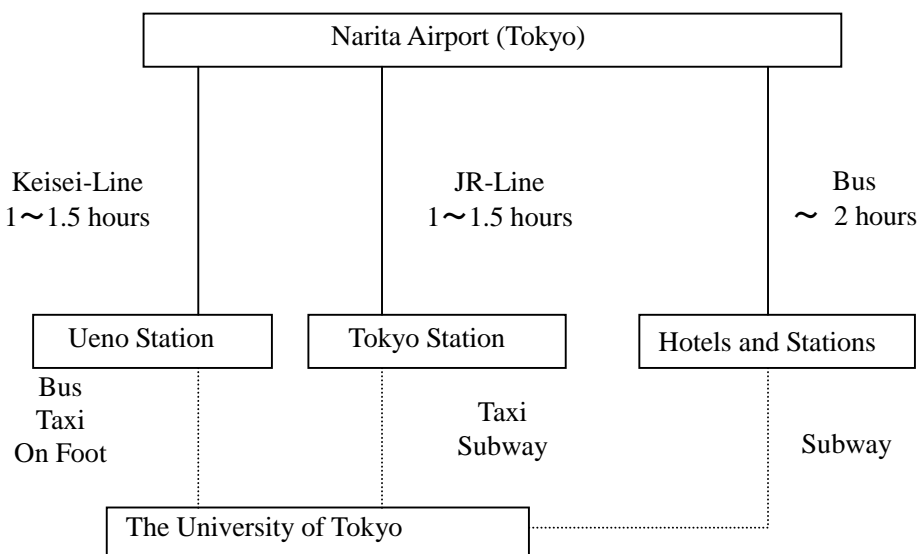 Narita Airport (Tokyo)
Keisei-Line
1～1.5 hours
JR-Line
1～1.5 hours
Bus
～ 2 hours
Ueno Station
Tokyo Station
Hotels and Stations
Bus
Taxi
On Foot
Taxi
Subway
Subway
The University of Tokyo